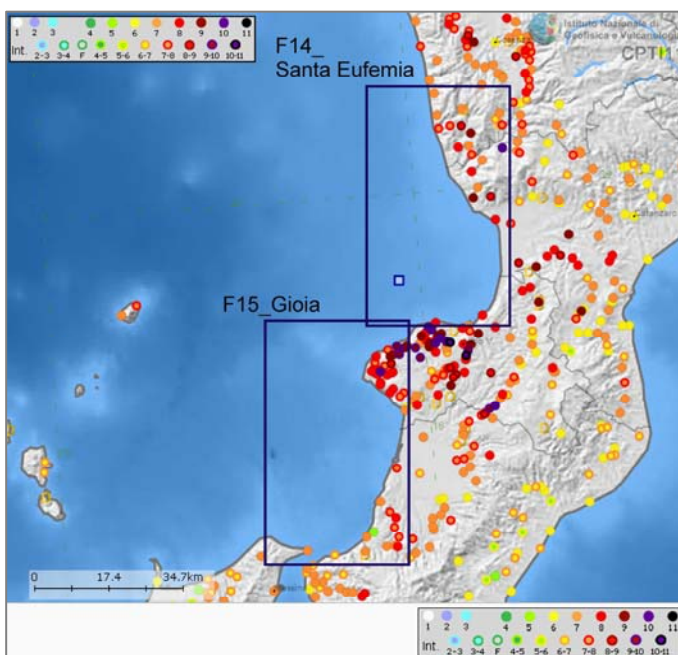 1 2 3 4 5 6 7 8 9 10 11
Int. 2-3 3-4 F 4-5 5-6 6-7 7-8 8-9 9-10 10-11
F14_
Santa Eufemia
Istituto Nazionale di
Geofisica e Vulcanologia
CPTI11
Catanzaro
F15_Gioia
0 17.4 34.7km
1 2 3 4 5 6 7 8 9 10 11
Int. 2-3 3-4 F 4-5 5-6 6-7 7-8 8-9 9-10 10-11